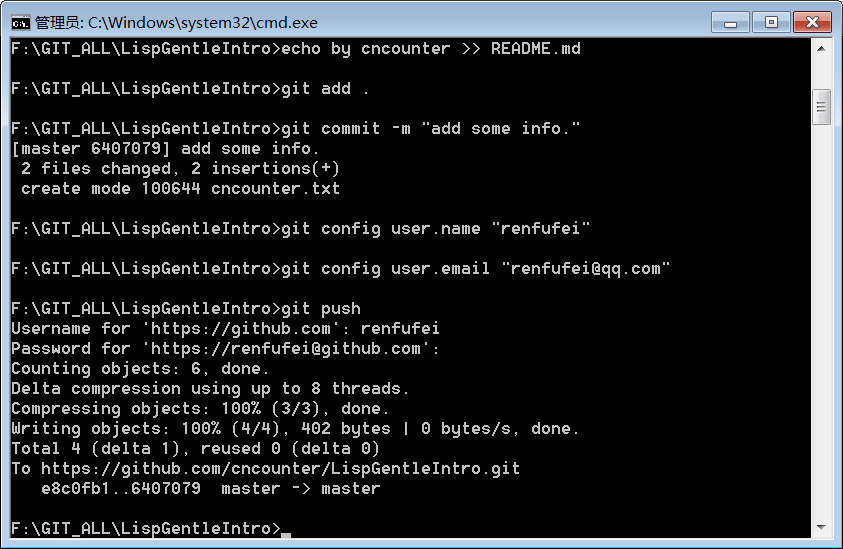 管理员: C:\Windows\system32\cmd.exe
F:\GIT_ALL\LispGentleIntro>echo by cncounter >> README.md
F:\GIT_ALL\LispGentleIntro>git add .
F:\GIT_ALL\LispGentleIntro>git commit -m "add some info."
[master 6407079] add some info.
 2 files changed, 2 insertions(+)
 create mode 100644 cncounter.txt
F:\GIT_ALL\LispGentleIntro>git config user.name "renfufei"
F:\GIT_ALL\LispGentleIntro>git config user.email "renfufei@qq.com"
F:\GIT_ALL\LispGentleIntro>git push
Username for 'https://github.com': renfufei
Password for 'https://renfufei@github.com':
Counting objects: 6, done.
Delta compression using up to 8 threads.
Compressing objects: 100% (3/3), done.
Writing objects: 100% (4/4), 402 bytes | 0 bytes/s, done.
Total 4 (delta 1), reused 0 (delta 0)
To https://github.com/cncounter/LispGentleIntro.git
   e8c0fb1..6407079  master -> master
F:\GIT_ALL\LispGentleIntro>